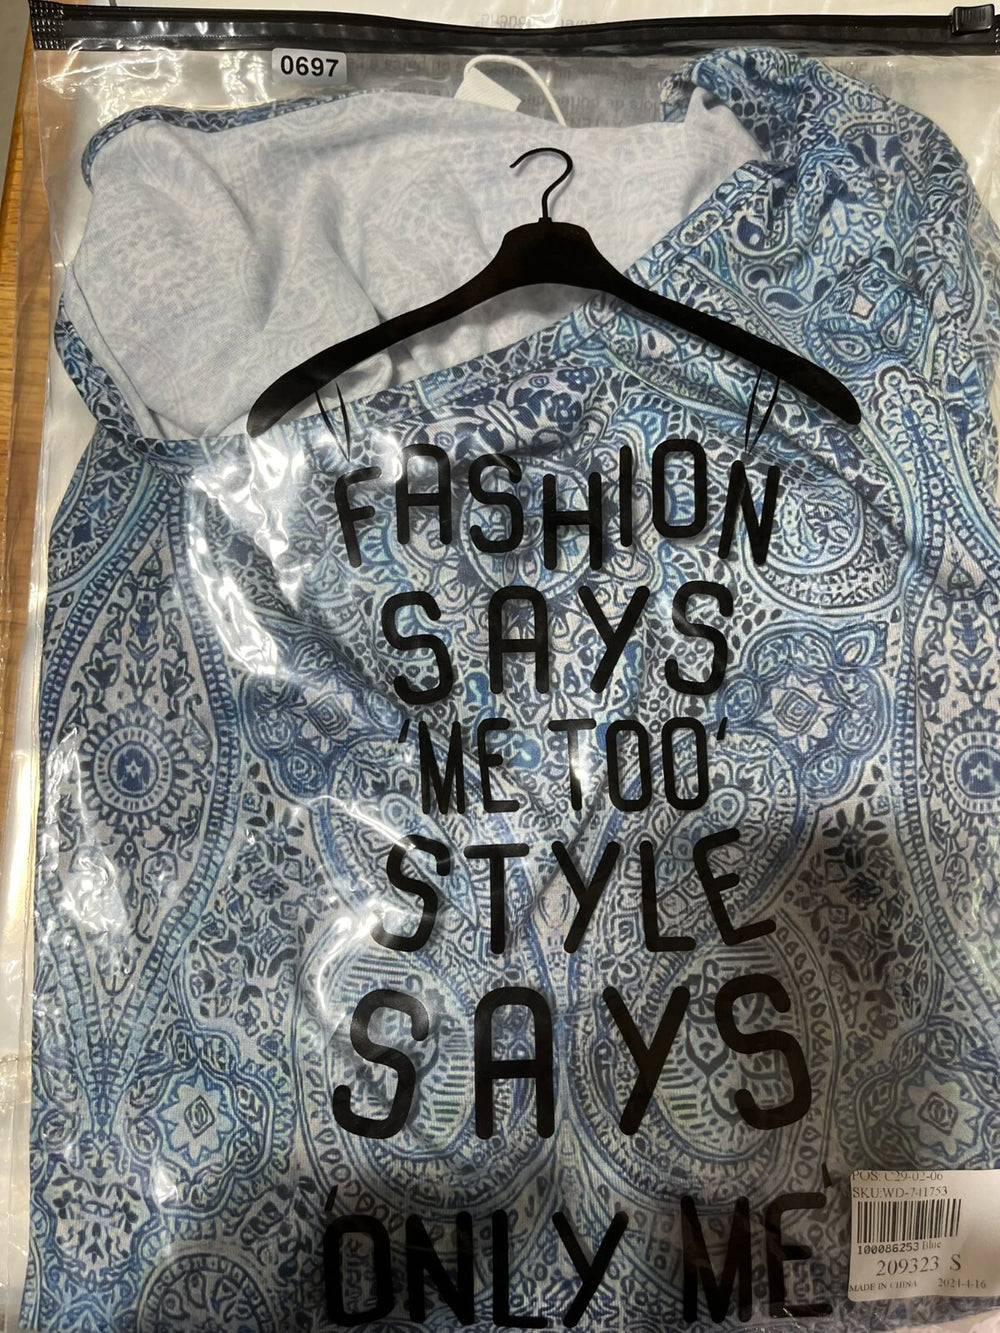 0697
FASHION
SAYS
'ME TOO'
STYLE
SAYS
'ONLY ME'
POS: C29-02-06
SKU:WD-741753
100086253 Blue
209323 S
MADE IN CHINA 2024-4-16